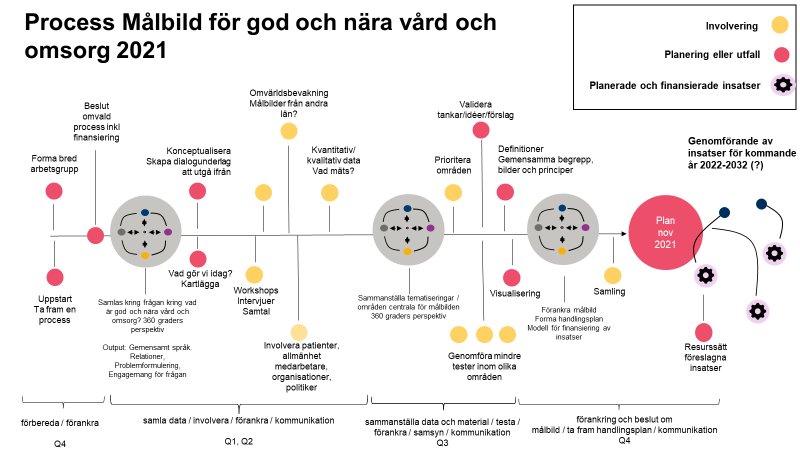 Process Målbild för god och nära vård och
omsorg 2021
Involvering
Planering eller utfall
Planerade och finansierade insatser
Beslut
omvald
process inkl
finansiering
Forma bred
arbetsgrupp
Uppstart
Ta fram en
process
Samlas kring frågan kring vad
är god och nära vård och
omsorg? 360 graders
perspektiv
Output: Gemensamt språk.
Relationer,
Problemformulering,
Engagemang för frågan
Konceptualisera
Skapa dialogunderlag
att utgå ifrån
Vad gör vi idag?
Kartlägga
Omvärldsbevakning
Målbilder från andra
län?
Workshops
Intervjuer
Samtal
Kvantitativ/
kvalitativ data
Vad mäts?
Involvera patienter,
allmänhet
medarbetare,
organisationer,
politiker
Sammanställa tematiseringar /
områden centrala för målbilden
360 graders perspektiv
Prioritera
områden
Validera
tankar/idéer/förslag
Definitioner
Gemensamma begrepp,
bilder och principer
Visualisering
Genomföra mindre
tester inom olika
områden
Förankra målbild
Forma handlingsplan
Modell för finansiering av
insatser
Samling
Plan
nov
2021
Genomförande av
insatser för kommande
år 2022-2032 (?)
Resurssätt
föreslagna
insatser
förbereda / förankra
Q4
samla data / involvera / förankra / kommunikation
Q1, Q2
sammanställa data och material / testa /
förankra / samsyn / kommunikation
Q3
förankring och beslut om
målbild / ta fram handlingsplan / kommunikation
Q4